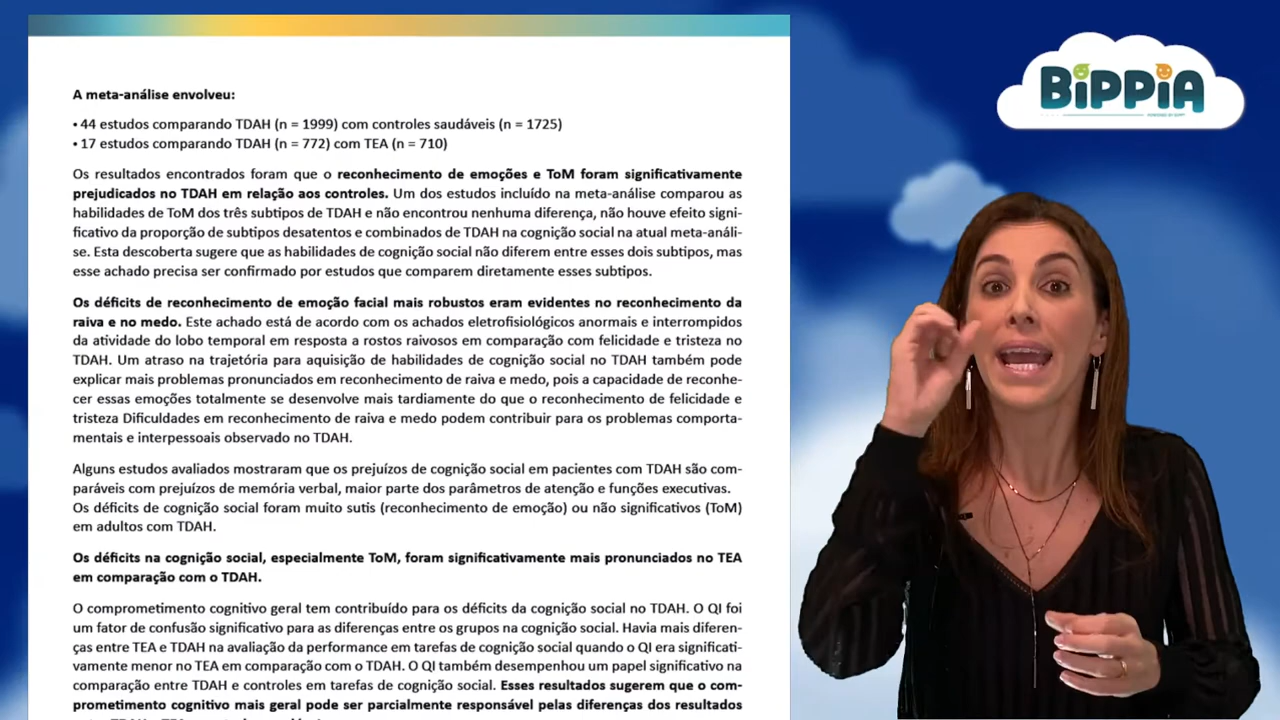 BiPPiA
A meta-análise envolveu:
• 44 estudos comparando TDAH (n = 1999) com controles saudáveis (n = 1725)
• 17 estudos comparando TDAH (n = 772) com TEA (n = 710)
Os resultados encontrados foram que o reconhecimento de emoções e ToM foram significativamente
prejudicados no TDAH em relação aos controles. Um dos estudos incluído na meta-análise comparou as
habilidades de ToM dos três subtipos de TDAH e não encontrou nenhuma diferença, não houve efeito signi-
ficativo da proporção de subtipos desatentos e combinados de TDAH na cognição social na atual meta-análi-
se. Esta descoberta sugere que as habilidades de cognição social não diferem entre esses dois subtipos, mas
esse achado precisa ser confirmado por estudos que comparem diretamente esses subtipos.
Os déficits de reconhecimento de emoção facial mais robustos eram evidentes no reconhecimento da
raiva e no medo. Este achado está de acordo com os achados eletrofisiológicos anormais e interrompidos
da atividade do lobo temporal em resposta a rostos raivosos em comparação com felicidade e tristeza no
TDAH. Um atraso na trajetória para aquisição de habilidades de cognição social no TDAH também pode
explicar mais problemas pronunciados em reconhecimento de raiva e medo, pois a capacidade de reconhe-
cer essas emoções totalmente se desenvolve mais tardiamente do que o reconhecimento de felicidade e
tristeza Dificuldades em reconhecimento de raiva e medo podem contribuir para os problemas comporta-
mentais e interpessoais observado no TDAH.
Alguns estudos avaliados mostraram que os prejuízos de cognição social em pacientes com TDAH são com-
paráveis com prejuízos de memória verbal, maior parte dos parâmetros de atenção e funções executivas.
Os déficits de cognição social foram muito sutis (reconhecimento de emoção) ou não significativos (ToM)
em adultos com TDAH.
Os déficits na cognição social, especialmente ToM, foram significativamente mais pronunciados no TEA
em comparação com o TDAH.
O comprometimento cognitivo geral tem contribuído para os déficits da cognição social no TDAH. O QI foi
um fator de confusão significativo para as diferenças entre os grupos na cognição social. Havia mais diferen-
ças entre TEA e TDAH na avaliação da performance em tarefas de cognição social quando o QI era significati-
vamente menor no TEA em comparação com o TDAH. O QI também desempenhou um papel significativo na
comparação entre TDAH e controles em tarefas de cognição social. Esses resultados sugerem que o com-
prometimento cognitivo mais geral pode ser parcialmente responsável pelas diferenças dos resultados